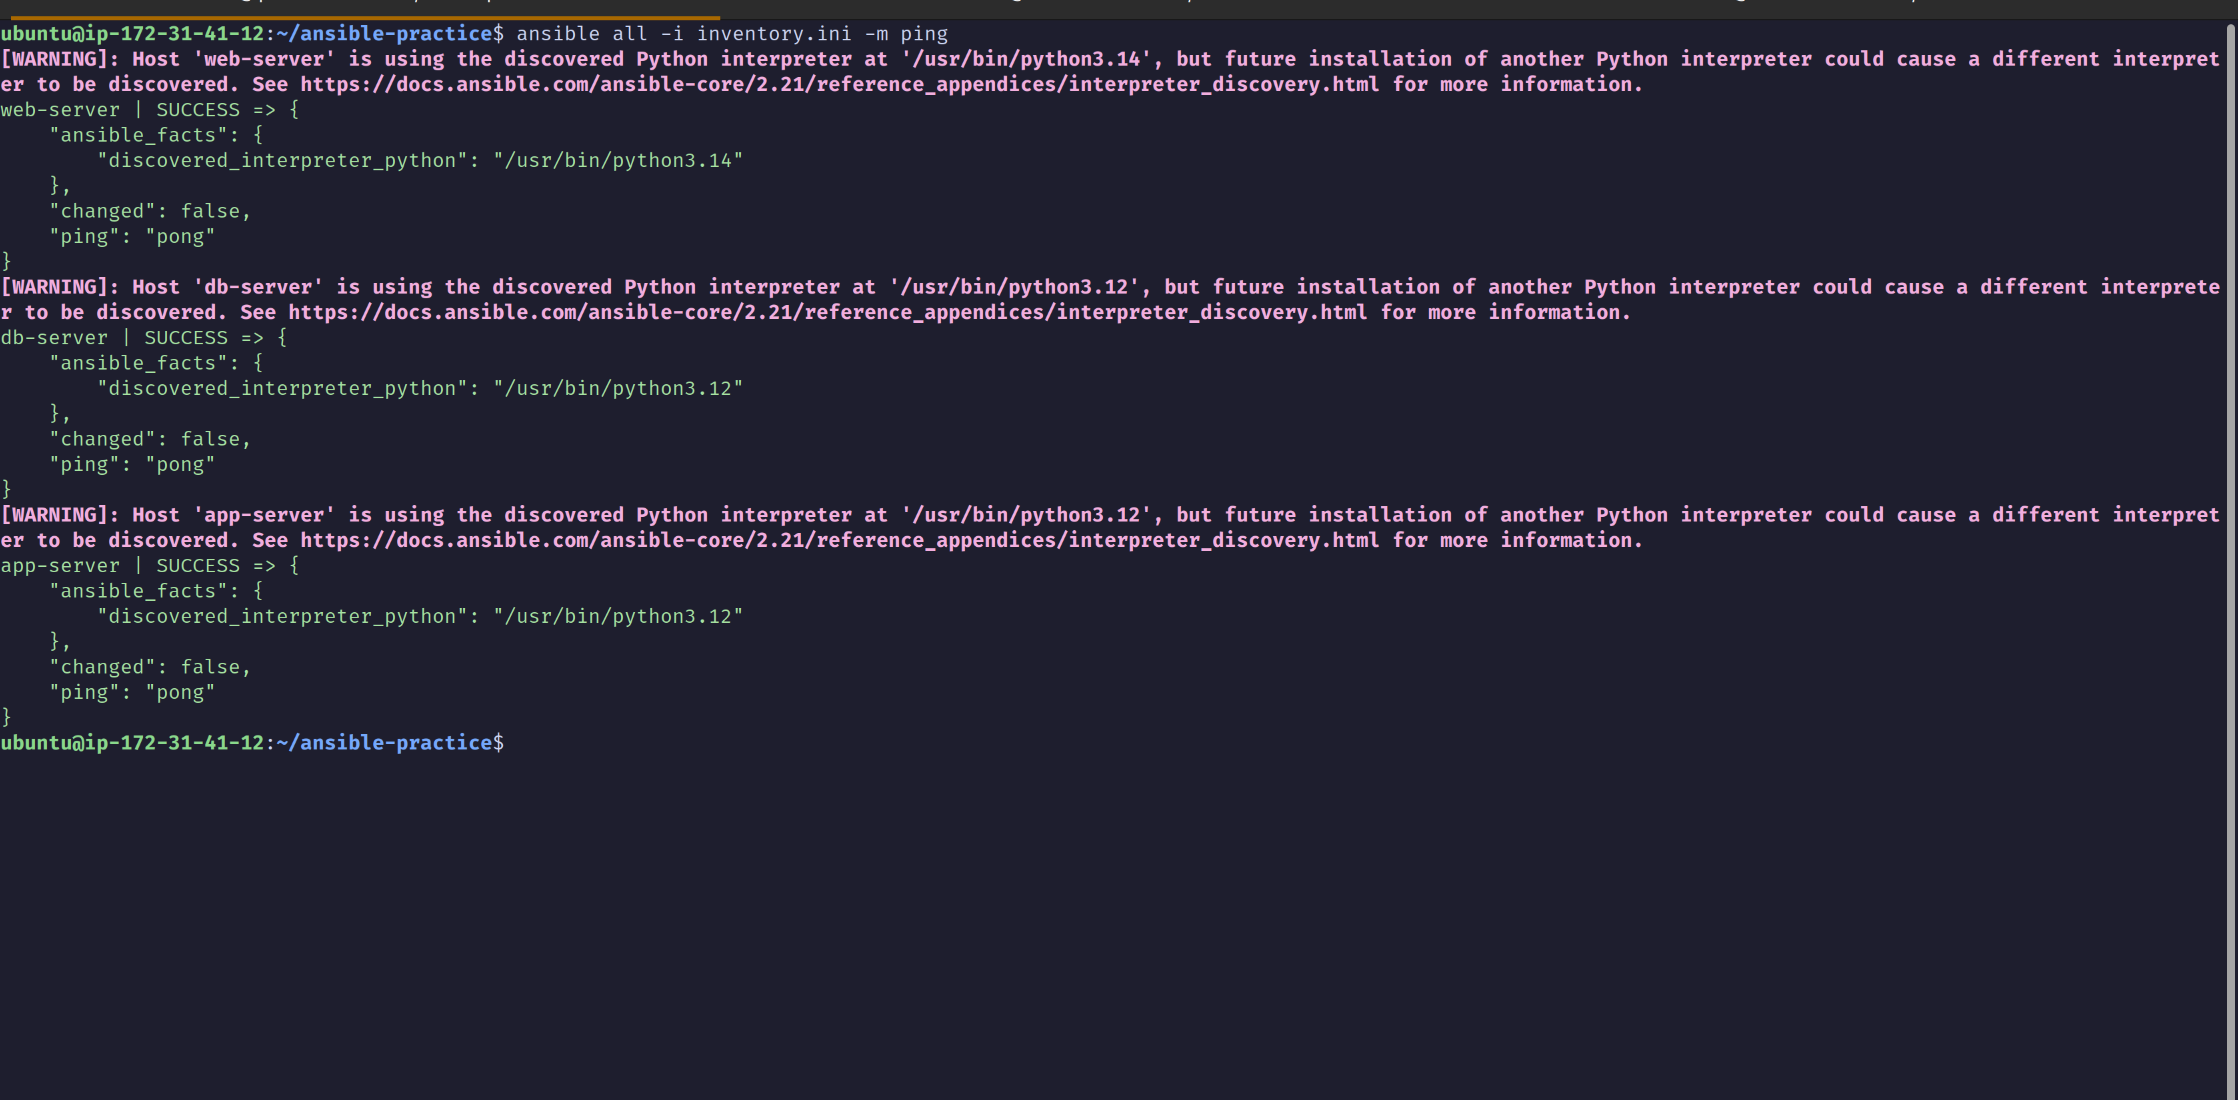 ubuntu@ip-172-31-41-12:~/ansible-practice$ ansible all -i inventory.ini -m ping
[WARNING]: Host 'web-server' is using the discovered Python interpreter at '/usr/bin/python3.14', but future installation of another Python interpreter could cause a different interpret
er to be discovered. See https://docs.ansible.com/ansible-core/2.21/reference_appendices/interpreter_discovery.html for more information.
web-server | SUCCESS => {
    "ansible_facts": {
        "discovered_interpreter_python": "/usr/bin/python3.14"
    },
    "changed": false,
    "ping": "pong"
}
[WARNING]: Host 'db-server' is using the discovered Python interpreter at '/usr/bin/python3.12', but future installation of another Python interpreter could cause a different interprete
r to be discovered. See https://docs.ansible.com/ansible-core/2.21/reference_appendices/interpreter_discovery.html for more information.
db-server | SUCCESS => {
    "ansible_facts": {
        "discovered_interpreter_python": "/usr/bin/python3.12"
    },
    "changed": false,
    "ping": "pong"
}
[WARNING]: Host 'app-server' is using the discovered Python interpreter at '/usr/bin/python3.12', but future installation of another Python interpreter could cause a different interpret
er to be discovered. See https://docs.ansible.com/ansible-core/2.21/reference_appendices/interpreter_discovery.html for more information.
app-server | SUCCESS => {
    "ansible_facts": {
        "discovered_interpreter_python": "/usr/bin/python3.12"
    },
    "changed": false,
    "ping": "pong"
}
ubuntu@ip-172-31-41-12:~/ansible-practice$